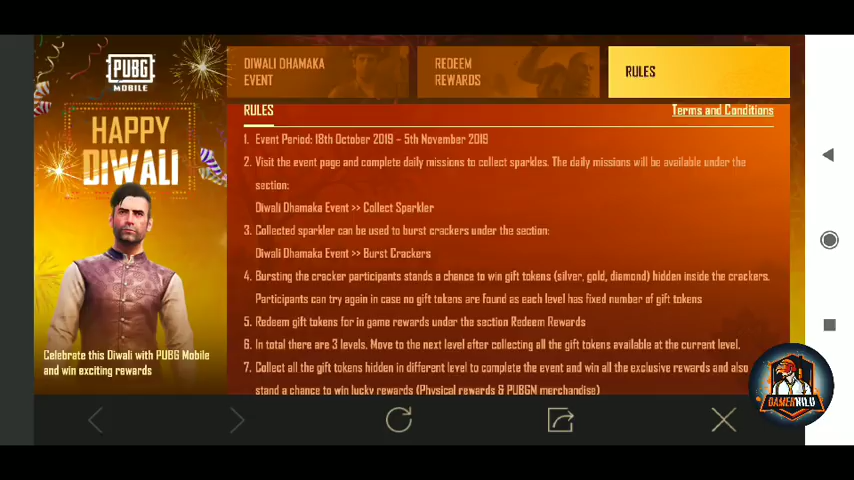 PUBG
MOBILE
HAPPY
DIWALI
Celebrate this Diwali with PUBG Mobile
and win exciting rewards
DIWALI DHAMAKA
EVENT
REDEEM
REWARDS
RULES
RULES
Terms and Conditions
1. Event Period: 18th October 2019 - 5th November 2019
2. Visit the event page and complete daily missions to collect sparkles. The daily missions will be available under the
section:
Diwali Dhamaka Event >> Collect Sparkler
3. Collected sparkler can be used to burst crackers under the section:
Diwali Dhamaka Event >> Burst Crackers
4. Bursting the cracker participants stands a chance to win gift tokens (silver, gold, diamond) hidden inside the crackers.
Participants can try again in case no gift tokens are found as each level has fixed number of gift tokens
5. Redeem gift tokens for in game rewards under the section Redeem Rewards
6. In total there are 3 levels. Move to the next level after collecting all the gift tokens available at the current level.
7. Collect all the gift tokens hidden in different level to complete the event and win all the exclusive rewards and also
stand a chance to win lucky rewards (Physical rewards & PUBGM merchandise)
GAMER NILU